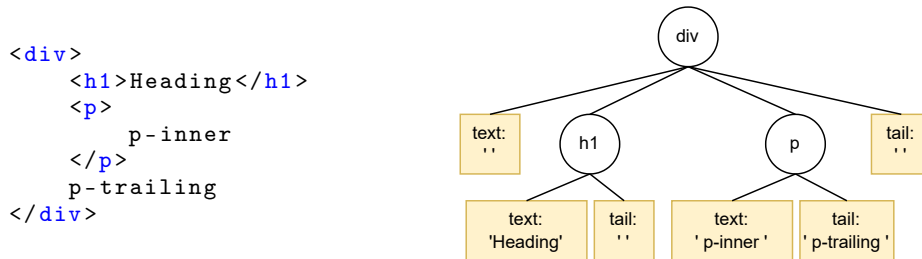 <div>
<h1>Heading</h1>
<p>
p-inner
</p>
p-trailing
</div>
div
text:
' '
h1
p
tail:
' '
text:
'Heading'
tail:
' '
text:
' p-inner '
tail:
' p-trailing '